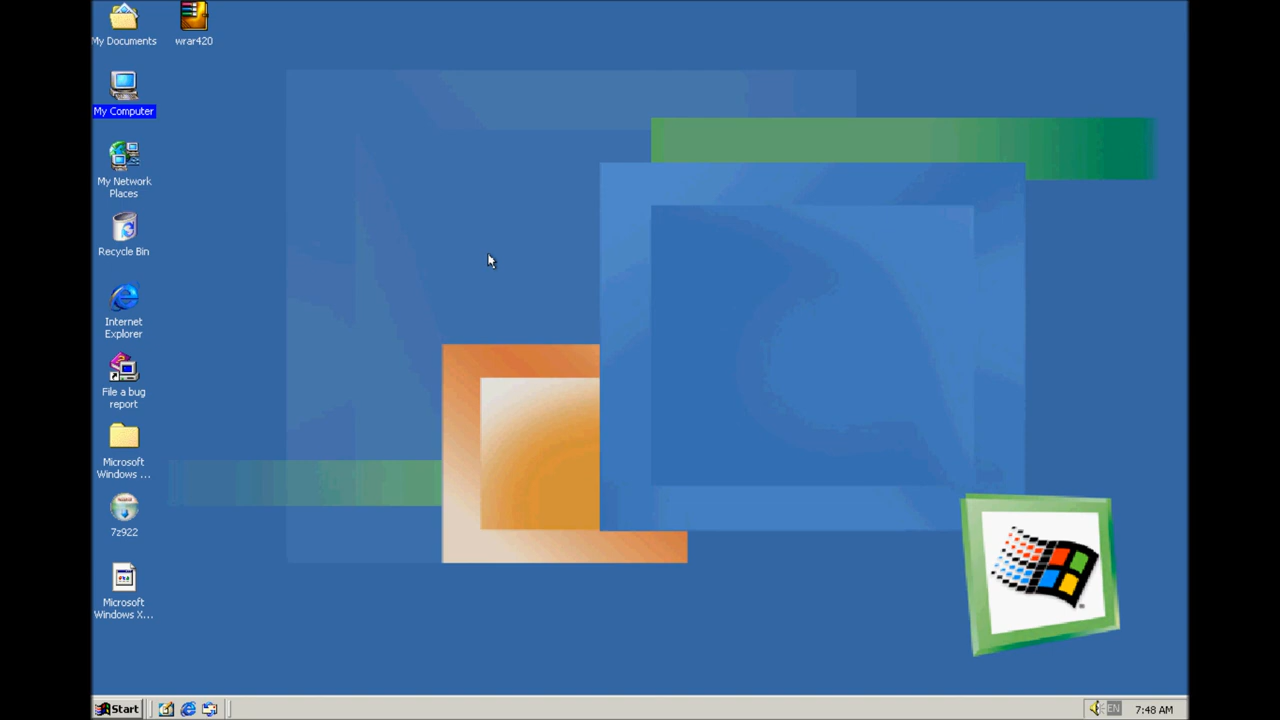 My Documents
wrar420
My Computer
My Network
Places
Recycle Bin
Internet
Explorer
File a bug
report
Microsoft
Windows ...
7z922
Microsoft
Windows X...
Start
EN
7:48 AM